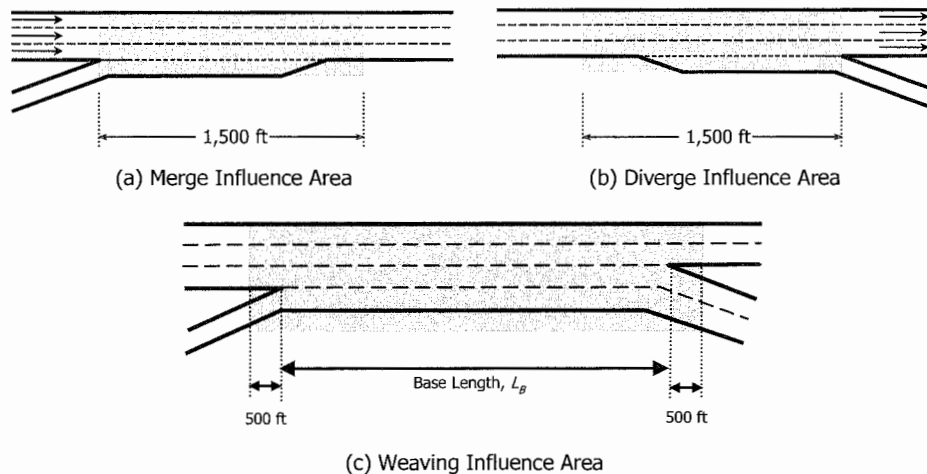 1,500 ft
1,500 ft
(a) Merge Influence Area
(b) Diverge Influence Area
Base Length, L_B
500 ft
500 ft
(c) Weaving Influence Area